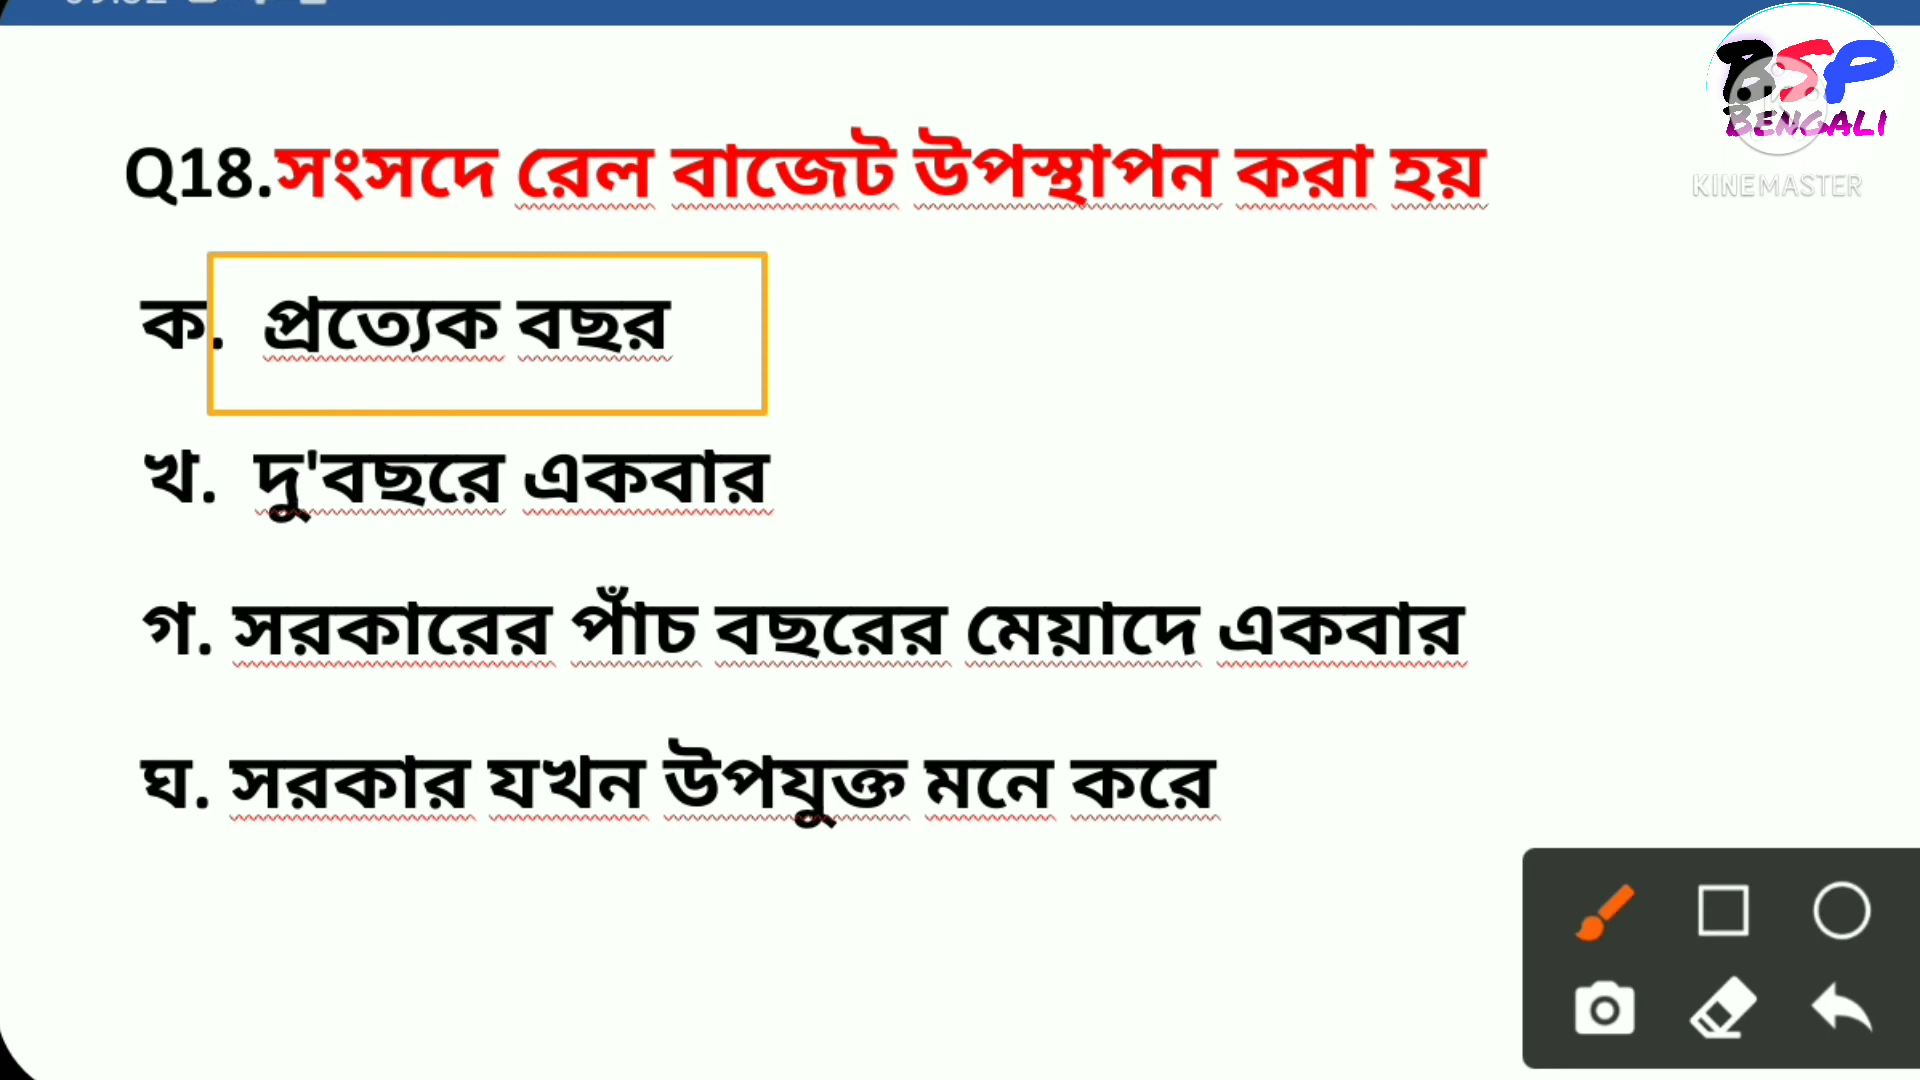 BSP
BENGALI
KINEMASTER
Q18.সংসদে রেল বাজেট উপস্থাপন করা হয়
ক. প্রত্যেক বছর
খ. দু'বছরে একবার
গ. সরকারের পাঁচ বছরের মেয়াদে একবার
ঘ. সরকার যখন উপযুক্ত মনে করে